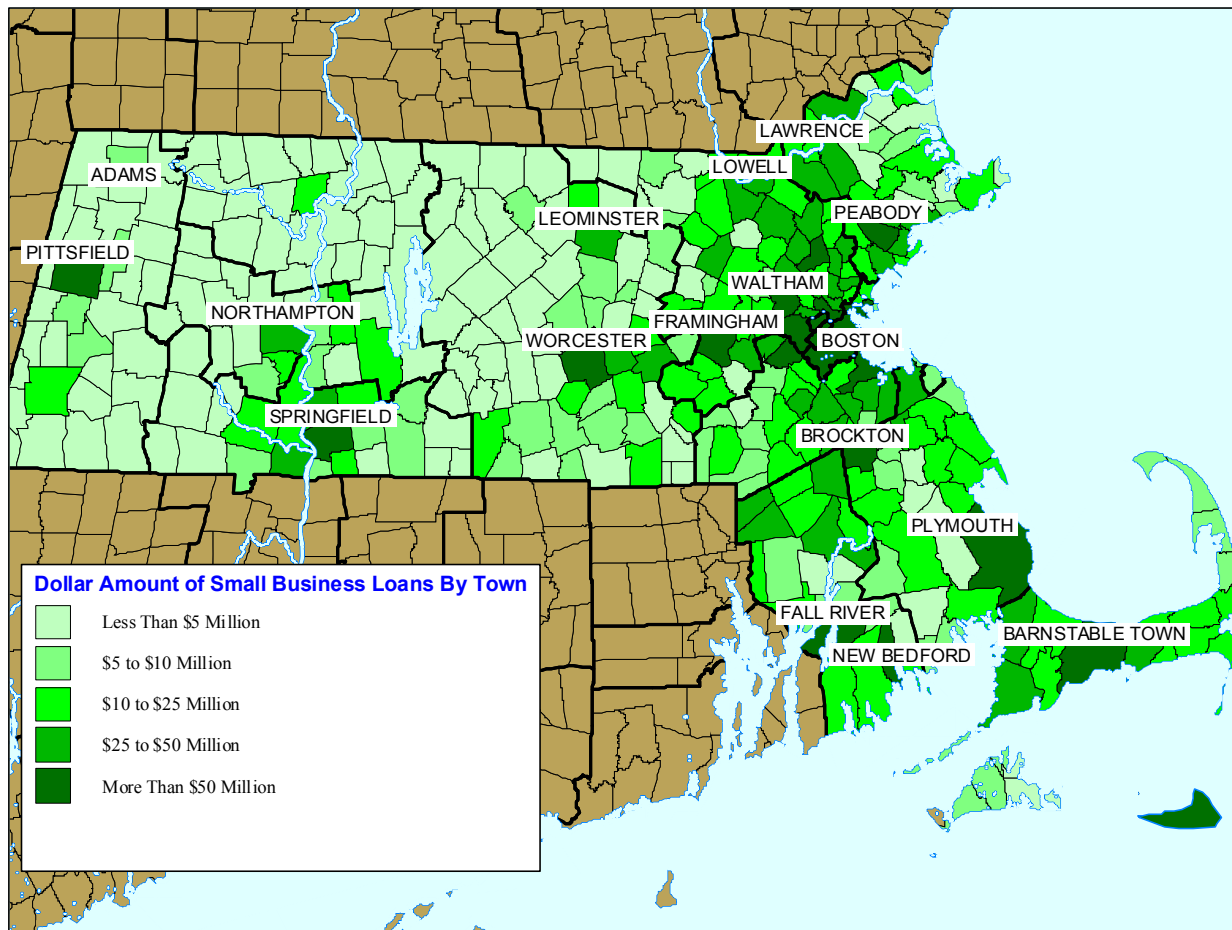 LAWRENCE
LOWELL
ADAMS
LEOMINSTER
PEABODY
PITTSFIELD
WALTHAM
NORTHAMPTON
FRAMINGHAM
WORCESTER
BOSTON
SPRINGFIELD
BROCKTON
PLYMOUTH
FALL RIVER
BARNSTABLE TOWN
NEW BEDFORD
Dollar Amount of Small Business Loans By Town
Less Than $5 Million
$5 to $10 Million
$10 to $25 Million
$25 to $50 Million
More Than $50 Million